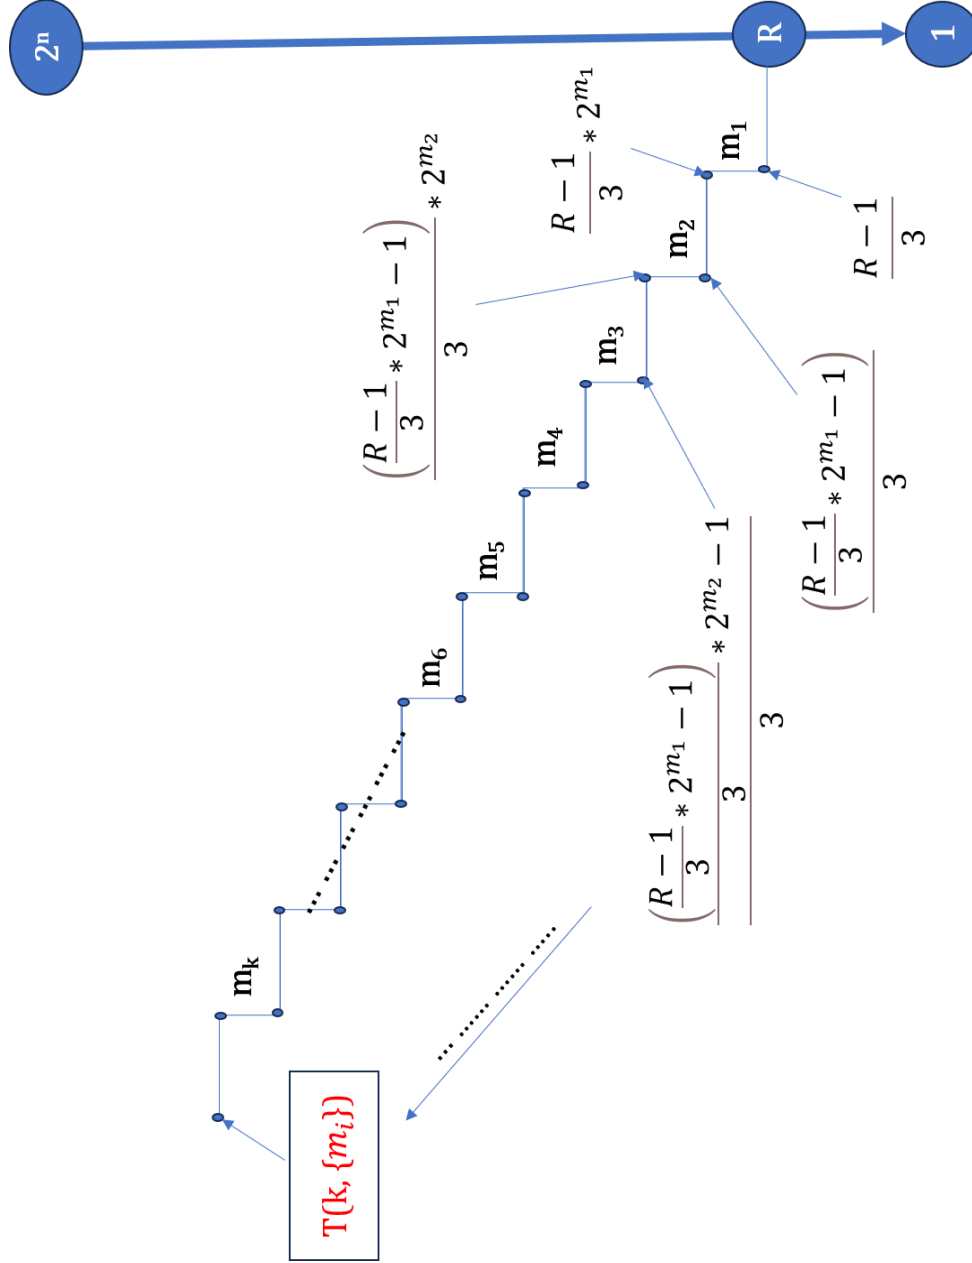 2ⁿ
R
1
m₁
m₂
m₃
m₄
m₅
m₆
mₖ
(R − 1)/3
(R − 1)/3 * 2^{m₁}
((R − 1)/3 * 2^{m₁} − 1)/3
((R − 1)/3 * 2^{m₁} − 1)/3 * 2^{m₂}
(((R − 1)/3 * 2^{m₁} − 1)/3 * 2^{m₂} − 1)/3
T(k, {mᵢ})